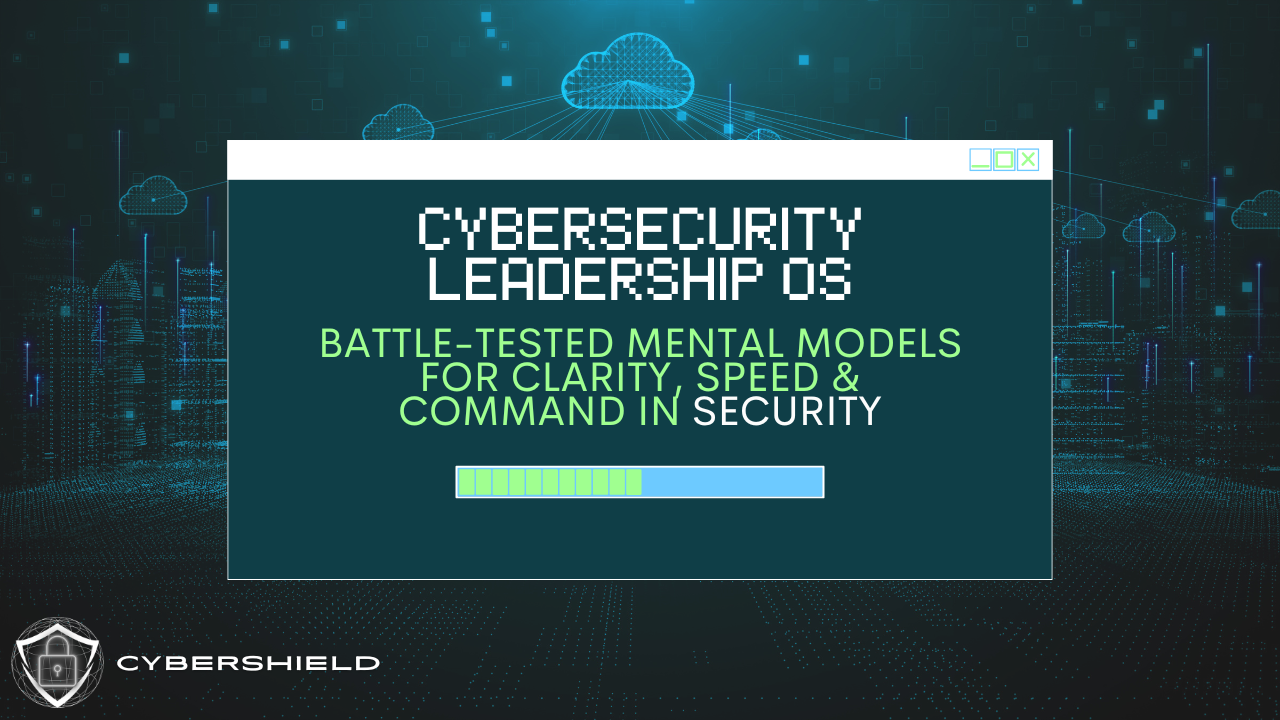 CYBERSECURITY
LEADERSHIP OS
BATTLE-TESTED MENTAL MODELS
FOR CLARITY, SPEED &
COMMAND IN SECURITY
CYBERSHIELD